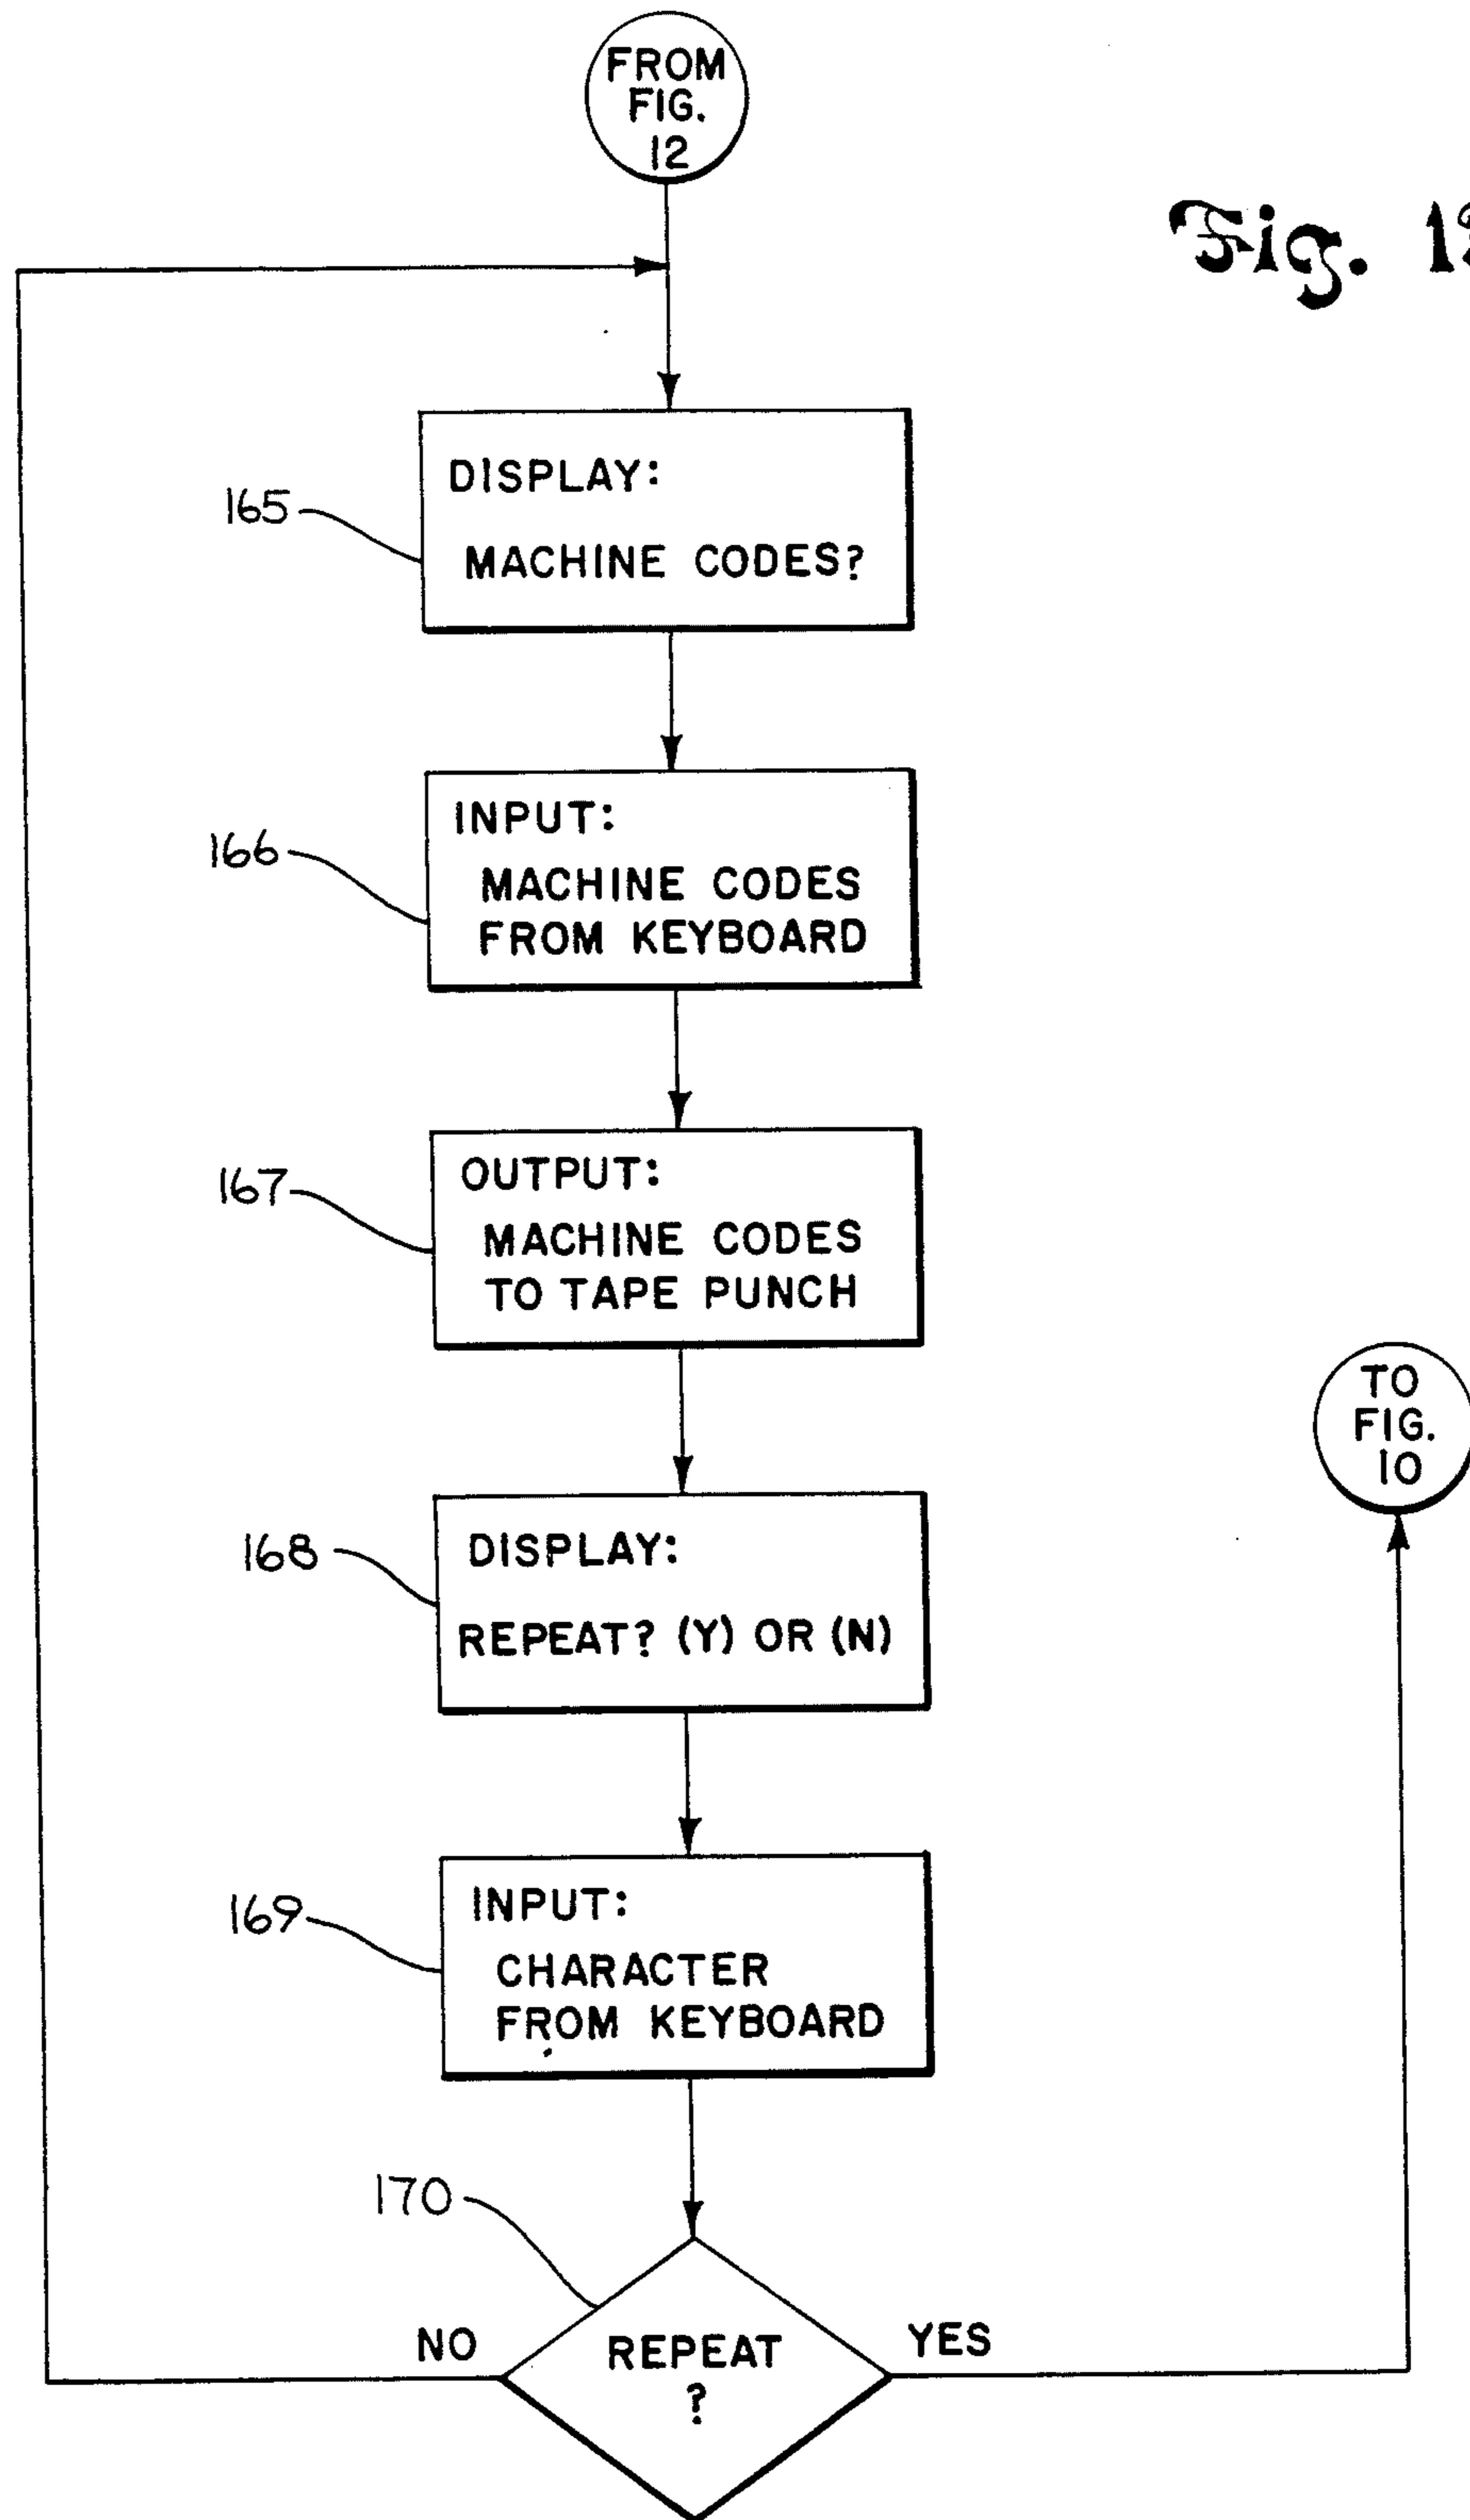 FROM
FIG.
12
Fig.
165
DISPLAY:
MACHINE CODES?
166
INPUT:
MACHINE CODES
FROM KEYBOARD
167
OUTPUT:
MACHINE CODES
TO TAPE PUNCH
TO
FIG.
10
168
DISPLAY:
REPEAT? (Y) OR (N)
169
INPUT:
CHARACTER
FROM KEYBOARD
170
NO
REPEAT
?
YES